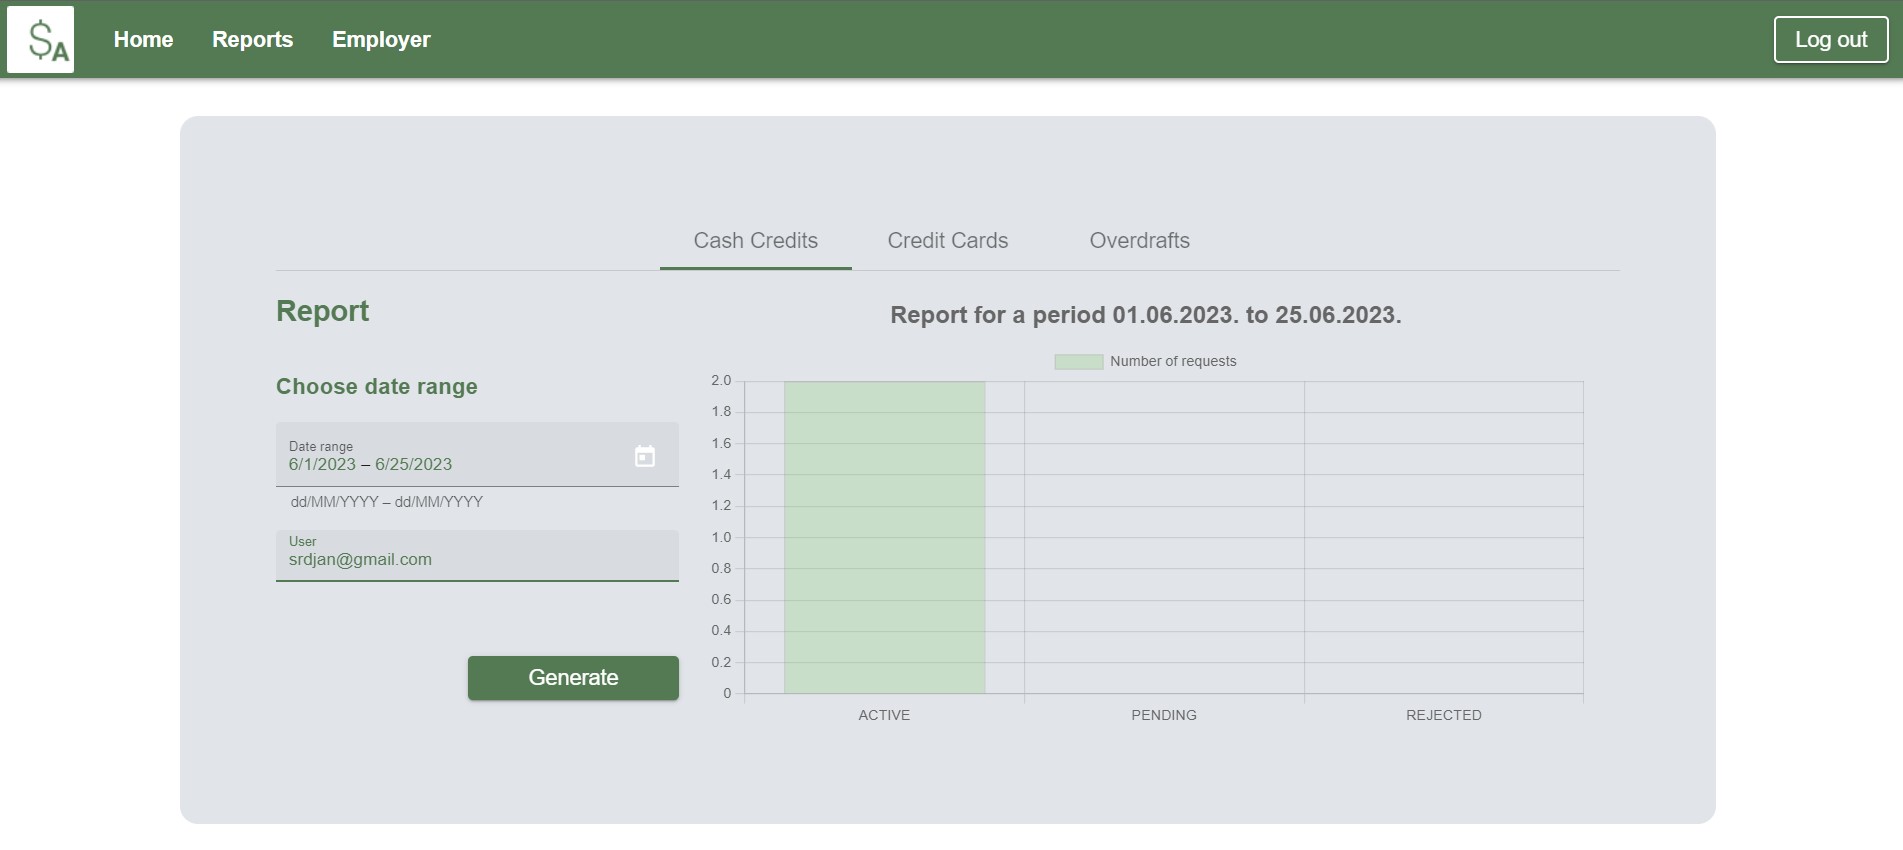 $A
Home Reports Employer Log out
Cash Credits Credit Cards Overdrafts
Report
Choose date range
Date range
6/1/2023 – 6/25/2023
dd/MM/YYYY – dd/MM/YYYY
User
srdjan@gmail.com
Generate
Report for a period 01.06.2023. to 25.06.2023.
Number of requests
2.0
1.8
1.6
1.4
1.2
1.0
0.8
0.6
0.4
0.2
0
ACTIVE PENDING REJECTED